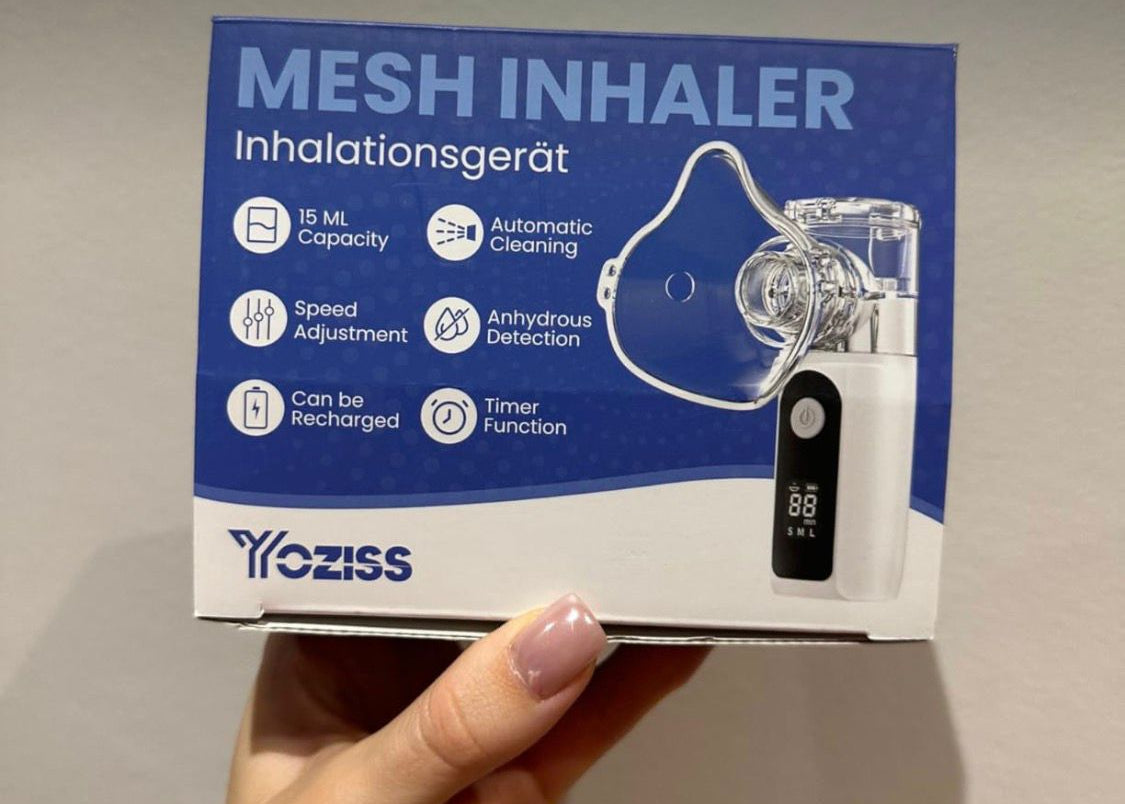 MESH INHALER
Inhalationsgerät
15 ML
Capacity
Automatic
Cleaning
Speed
Adjustment
Anhydrous
Detection
Can be
Recharged
Timer
Function
88
mn
S M L
YOZISS